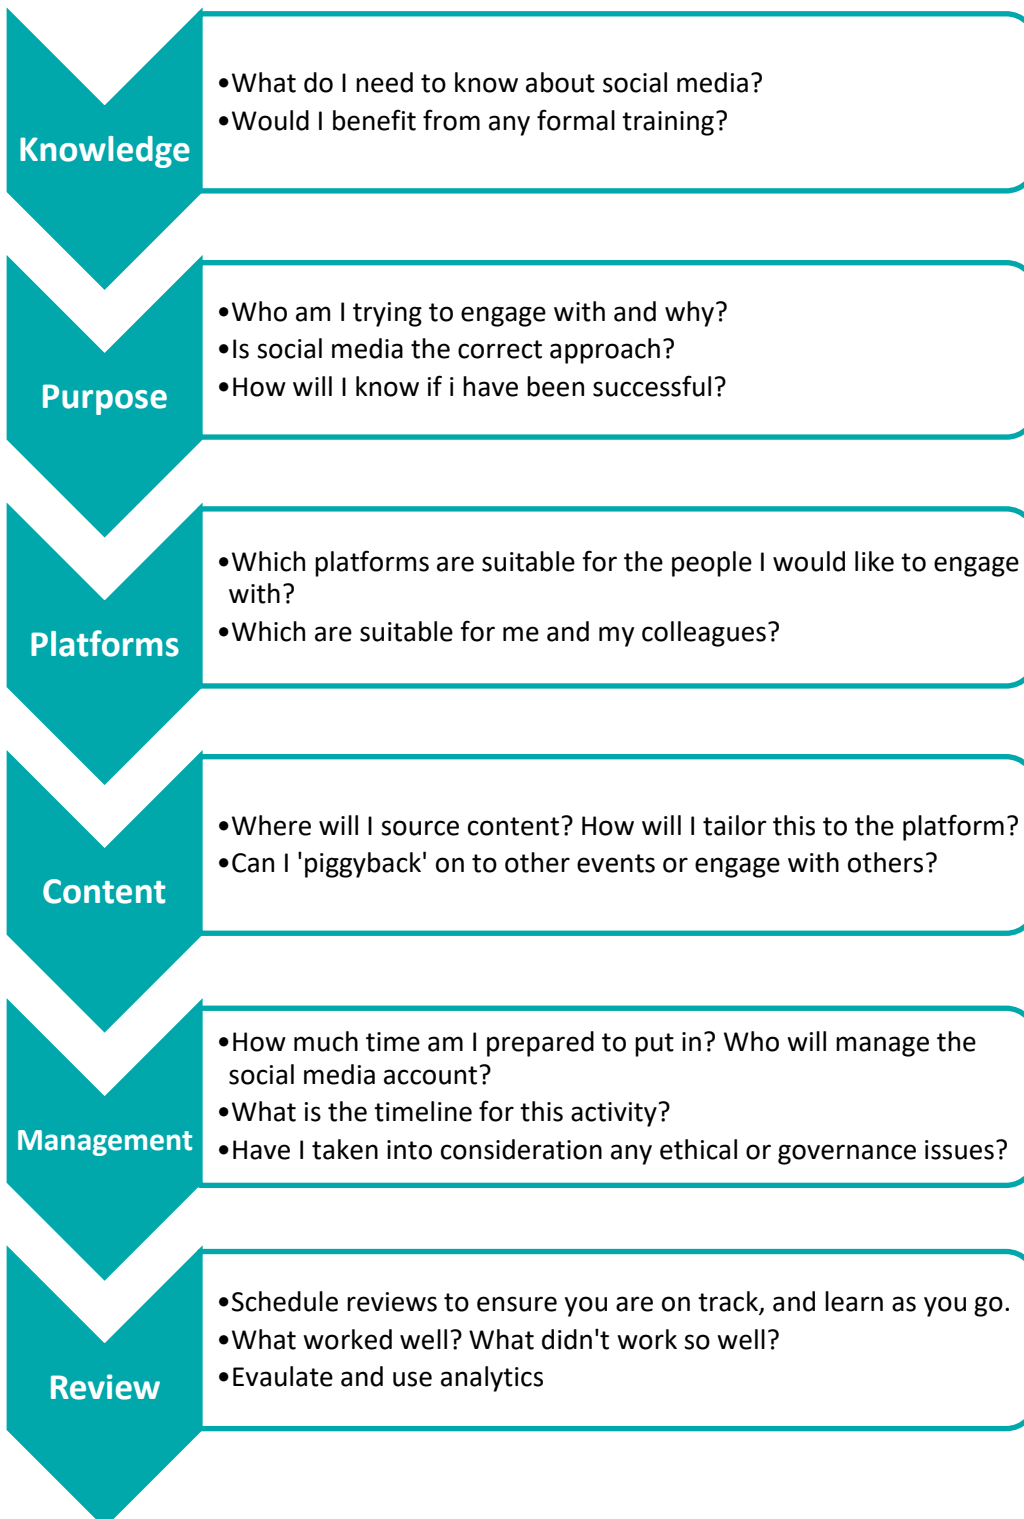 Knowledge
•What do I need to know about social media?
•Would I benefit from any formal training?
Purpose
•Who am I trying to engage with and why?
•Is social media the correct approach?
•How will I know if i have been successful?
Platforms
•Which platforms are suitable for the people I would like to engage
with?
•Which are suitable for me and my colleagues?
Content
•Where will I source content? How will I tailor this to the platform?
•Can I 'piggyback' on to other events or engage with others?
Management
•How much time am I prepared to put in? Who will manage the
social media account?
•What is the timeline for this activity?
•Have I taken into consideration any ethical or governance issues?
Review
•Schedule reviews to ensure you are on track, and learn as you go.
•What worked well? What didn't work so well?
•Evaulate and use analytics